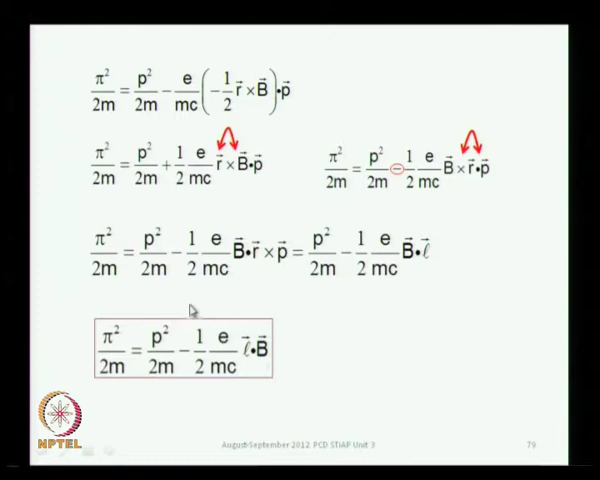 π²/2m = p²/2m − e/mc (−1/2 r⃗ × B⃗) • p⃗
π²/2m = p²/2m + 1/2 e/mc r⃗ × B⃗ • p⃗
π²/2m = p²/2m ⊖ 1/2 e/mc B⃗ × r⃗ • p⃗
π²/2m = p²/2m − 1/2 e/mc B⃗ • r⃗ × p⃗ = p²/2m − 1/2 e/mc B⃗ • ℓ⃗
π²/2m = p²/2m − 1/2 e/mc ℓ⃗ • B⃗
NPTEL
August-September 2012 PCD STiAP Unit 3
79